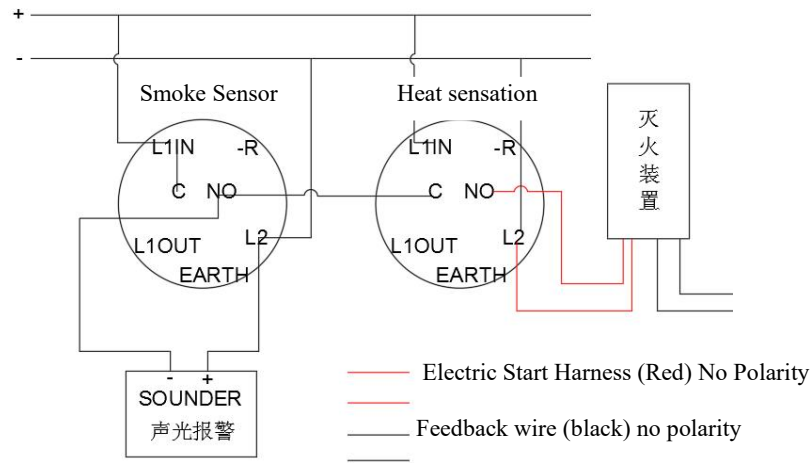 +
-
Smoke Sensor
Heat sensation
L1IN
-R
C
NO
L1OUT
L2
EARTH
L1IN
-R
C
NO
L1OUT
L2
EARTH
灭
火
装
置
-
+
SOUNDER
声光报警
Electric Start Harness (Red) No Polarity
Feedback wire (black) no polarity